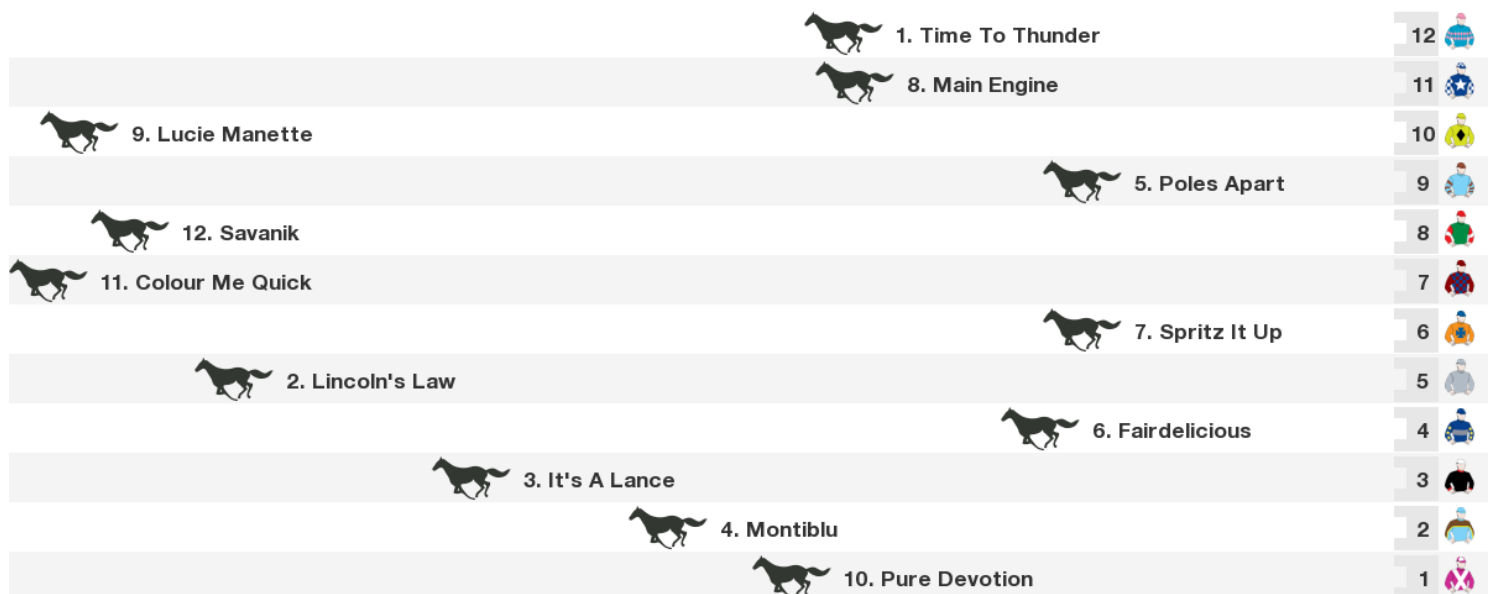 1. Time To Thunder 12
8. Main Engine 11
9. Lucie Manette 10
5. Poles Apart 9
12. Savanik 8
11. Colour Me Quick 7
7. Spritz It Up 6
2. Lincoln's Law 5
6. Fairdelicious 4
3. It's A Lance 3
4. Montiblu 2
10. Pure Devotion 1